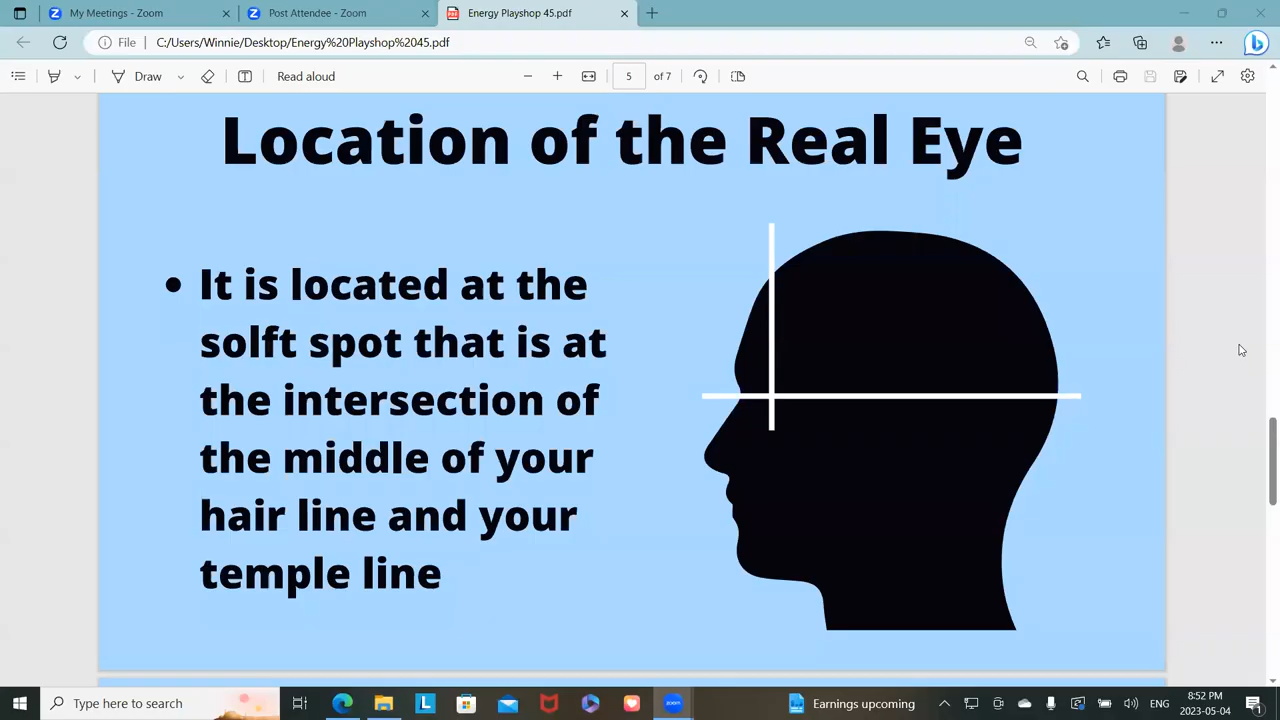 My Meetings - Zoom
Post Attendee - Zoom
Energy Playshop 45.pdf
File
C:/Users/Winnie/Desktop/Energy%20Playshop%2045.pdf
Draw
Read aloud
5
of 7
Location of the Real Eye
• It is located at the
solft spot that is at
the intersection of
the middle of your
hair line and your
temple line
Type here to search
L
zoom
Earnings upcoming
ENG
8:52 PM
2023-05-04
1